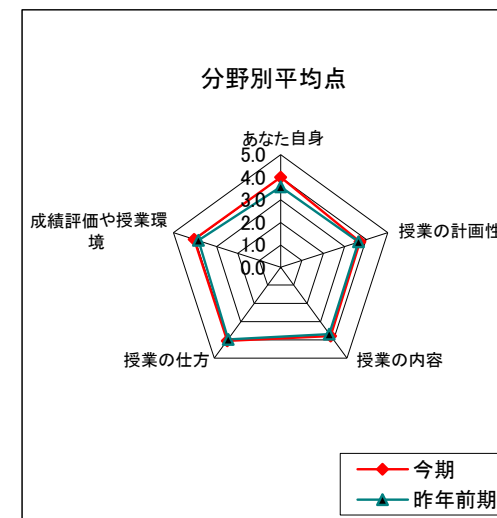 分野別平均点
あなた自身
5.0
4.0
3.0
2.0
1.0
0.0
授業の計画性
授業の内容
授業の仕方
成績評価や授業環
境
今期
昨年前期